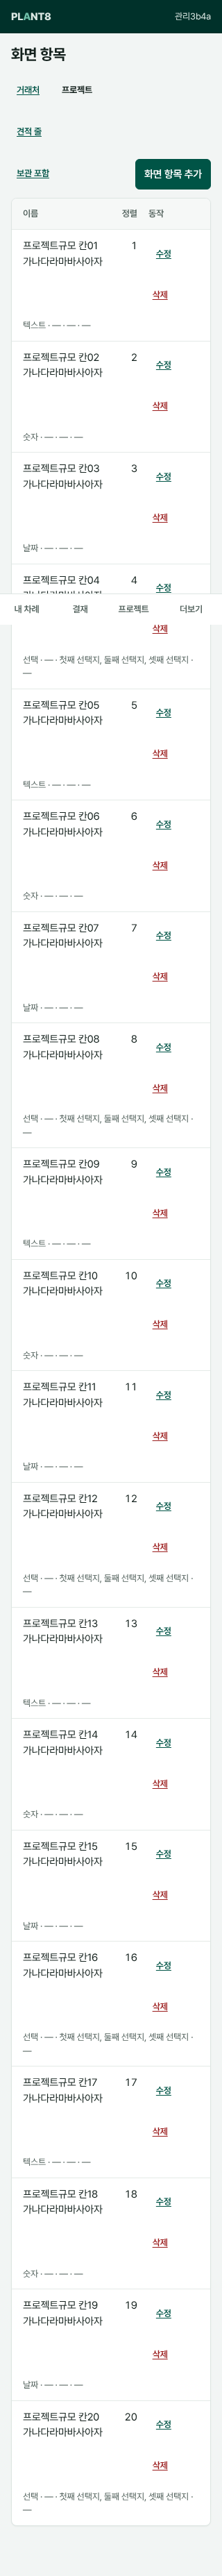 PLANT8 관리3b4a
화면 항목
거래처 프로젝트
견적 줄
보관 포함 화면 항목 추가
이름 정렬 동작
프로젝트규모 칸01 1 수정
가나다라마바사아자
삭제
텍스트 · — · — · —
프로젝트규모 칸02 2 수정
가나다라마바사아자
삭제
숫자 · — · — · —
프로젝트규모 칸03 3 수정
가나다라마바사아자
삭제
날짜 · — · — · —
프로젝트규모 칸04 4 수정
내 차례 결재 프로젝트 더보기
삭제
선택 · — · 첫째 선택지, 둘째 선택지, 셋째 선택지 ·
—
프로젝트규모 칸05 5 수정
가나다라마바사아자
삭제
텍스트 · — · — · —
프로젝트규모 칸06 6 수정
가나다라마바사아자
삭제
숫자 · — · — · —
프로젝트규모 칸07 7 수정
가나다라마바사아자
삭제
날짜 · — · — · —
프로젝트규모 칸08 8 수정
가나다라마바사아자
삭제
선택 · — · 첫째 선택지, 둘째 선택지, 셋째 선택지 ·
—
프로젝트규모 칸09 9 수정
가나다라마바사아자
삭제
텍스트 · — · — · —
프로젝트규모 칸10 10 수정
가나다라마바사아자
삭제
숫자 · — · — · —
프로젝트규모 칸11 11 수정
가나다라마바사아자
삭제
날짜 · — · — · —
프로젝트규모 칸12 12 수정
가나다라마바사아자
삭제
선택 · — · 첫째 선택지, 둘째 선택지, 셋째 선택지 ·
—
프로젝트규모 칸13 13 수정
가나다라마바사아자
삭제
텍스트 · — · — · —
프로젝트규모 칸14 14 수정
가나다라마바사아자
삭제
숫자 · — · — · —
프로젝트규모 칸15 15 수정
가나다라마바사아자
삭제
날짜 · — · — · —
프로젝트규모 칸16 16 수정
가나다라마바사아자
삭제
선택 · — · 첫째 선택지, 둘째 선택지, 셋째 선택지 ·
—
프로젝트규모 칸17 17 수정
가나다라마바사아자
삭제
텍스트 · — · — · —
프로젝트규모 칸18 18 수정
가나다라마바사아자
삭제
숫자 · — · — · —
프로젝트규모 칸19 19 수정
가나다라마바사아자
삭제
날짜 · — · — · —
프로젝트규모 칸20 20 수정
가나다라마바사아자
삭제
선택 · — · 첫째 선택지, 둘째 선택지, 셋째 선택지 ·
—